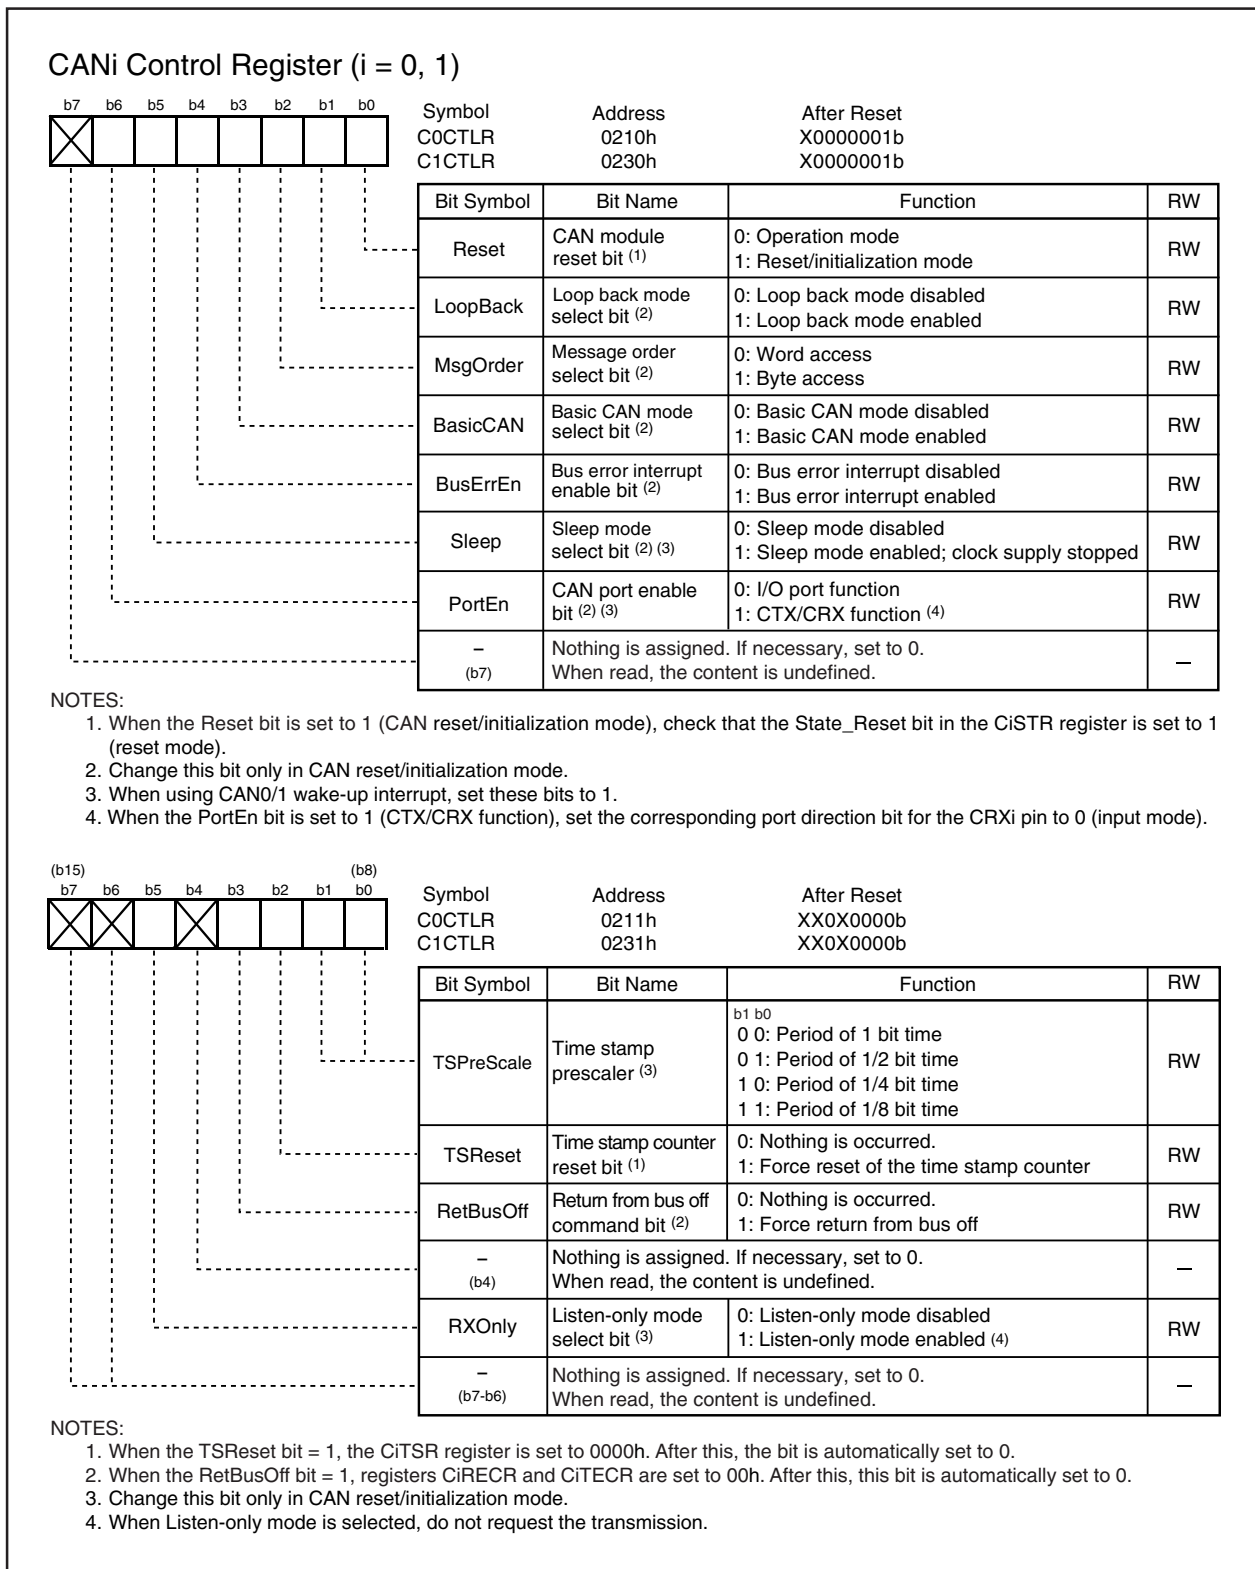 CANi Control Register (i = 0, 1)
b7 b6 b5 b4 b3 b2 b1 b0
Symbol Address After Reset
C0CTLR 0210h X0000001b
C1CTLR 0230h X0000001b
Bit Symbol Bit Name Function RW
Reset CAN module reset bit (1) 0: Operation mode RW
1: Reset/initialization mode
LoopBack Loop back mode select bit (2) 0: Loop back mode disabled RW
1: Loop back mode enabled
MsgOrder Message order select bit (2) 0: Word access RW
1: Byte access
BasicCAN Basic CAN mode select bit (2) 0: Basic CAN mode disabled RW
1: Basic CAN mode enabled
BusErrEn Bus error interrupt enable bit (2) 0: Bus error interrupt disabled RW
1: Bus error interrupt enabled
Sleep Sleep mode select bit (2) (3) 0: Sleep mode disabled RW
1: Sleep mode enabled; clock supply stopped
PortEn CAN port enable bit (2) (3) 0: I/O port function RW
1: CTX/CRX function (4)
– (b7) Nothing is assigned. If necessary, set to 0. –
When read, the content is undefined.
NOTES:
1. When the Reset bit is set to 1 (CAN reset/initialization mode), check that the State_Reset bit in the CiSTR register is set to 1
(reset mode).
2. Change this bit only in CAN reset/initialization mode.
3. When using CAN0/1 wake-up interrupt, set these bits to 1.
4. When the PortEn bit is set to 1 (CTX/CRX function), set the corresponding port direction bit for the CRXi pin to 0 (input mode).
(b15) (b8)
b7 b6 b5 b4 b3 b2 b1 b0
Symbol Address After Reset
C0CTLR 0211h XX0X0000b
C1CTLR 0231h XX0X0000b
Bit Symbol Bit Name Function RW
TSPreScale Time stamp prescaler (3) b1 b0 RW
0 0: Period of 1 bit time
0 1: Period of 1/2 bit time
1 0: Period of 1/4 bit time
1 1: Period of 1/8 bit time
TSReset Time stamp counter reset bit (1) 0: Nothing is occurred. RW
1: Force reset of the time stamp counter
RetBusOff Return from bus off command bit (2) 0: Nothing is occurred. RW
1: Force return from bus off
– (b4) Nothing is assigned. If necessary, set to 0. –
When read, the content is undefined.
RXOnly Listen-only mode select bit (3) 0: Listen-only mode disabled RW
1: Listen-only mode enabled (4)
– (b7-b6) Nothing is assigned. If necessary, set to 0. –
When read, the content is undefined.
NOTES:
1. When the TSReset bit = 1, the CiTSR register is set to 0000h. After this, the bit is automatically set to 0.
2. When the RetBusOff bit = 1, registers CiRECR and CiTECR are set to 00h. After this, this bit is automatically set to 0.
3. Change this bit only in CAN reset/initialization mode.
4. When Listen-only mode is selected, do not request the transmission.